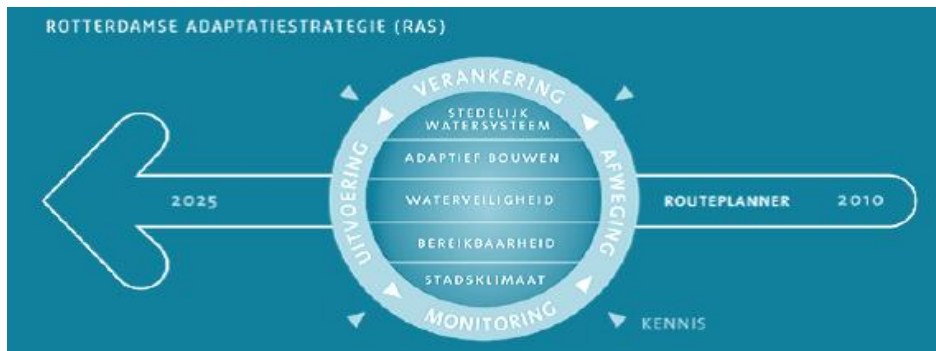 ROTTERDAMSE ADAPTATIESTRATEGIE (RAS)
VERANKERING
STEDELIJK
WATERSYSTEEM
ADAPTIEF BOUWEN
UITVOERING
AFWEGING
2025
WATERVEILIGHEID
ROUTEPLANNER
2010
BEREIKBAARHEID
STADSKLIMAAT
MONITORING
KENNIS